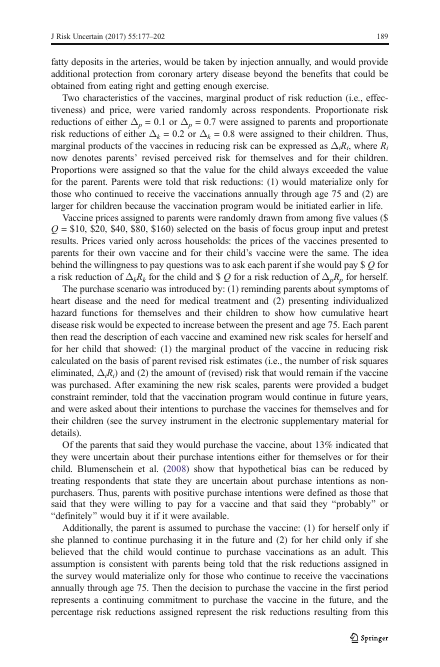 J Risk Uncertain (2017) 55:177–202 189
fatty deposits in the arteries, would be taken by injection annually, and would provide
additional protection from coronary artery disease beyond the benefits that could be
obtained from eating right and getting enough exercise.
Two characteristics of the vaccines, marginal product of risk reduction (i.e., effec-
tiveness) and price, were varied randomly across respondents. Proportionate risk
reductions of either Δp = 0.1 or Δp = 0.7 were assigned to parents and proportionate
risk reductions of either Δk = 0.2 or Δk = 0.8 were assigned to their children. Thus,
marginal products of the vaccines in reducing risk can be expressed as ΔiRi, where Ri
now denotes parents' revised perceived risk for themselves and for their children.
Proportions were assigned so that the value for the child always exceeded the value
for the parent. Parents were told that risk reductions: (1) would materialize only for
those who continued to receive the vaccinations annually through age 75 and (2) are
larger for children because the vaccination program would be initiated earlier in life.
Vaccine prices assigned to parents were randomly drawn from among five values ($
Q = $10, $20, $40, $80, $160) selected on the basis of focus group input and pretest
results. Prices varied only across households: the prices of the vaccines presented to
parents for their own vaccine and for their child's vaccine were the same. The idea
behind the willingness to pay questions was to ask each parent if she would pay $ Q for
a risk reduction of ΔkRk for the child and $ Q for a risk reduction of ΔpRp for herself.
The purchase scenario was introduced by: (1) reminding parents about symptoms of
heart disease and the need for medical treatment and (2) presenting individualized
hazard functions for themselves and their children to show how cumulative heart
disease risk would be expected to increase between the present and age 75. Each parent
then read the description of each vaccine and examined new risk scales for herself and
for her child that showed: (1) the marginal product of the vaccine in reducing risk
calculated on the basis of parent revised risk estimates (i.e., the number of risk squares
eliminated, ΔiRi) and (2) the amount of (revised) risk that would remain if the vaccine
was purchased. After examining the new risk scales, parents were provided a budget
constraint reminder, told that the vaccination program would continue in future years,
and were asked about their intentions to purchase the vaccines for themselves and for
their children (see the survey instrument in the electronic supplementary material for
details).
Of the parents that said they would purchase the vaccine, about 13% indicated that
they were uncertain about their purchase intentions either for themselves or for their
child. Blumenschein et al. (2008) show that hypothetical bias can be reduced by
treating respondents that state they are uncertain about purchase intentions as non-
purchasers. Thus, parents with positive purchase intentions were defined as those that
said that they were willing to pay for a vaccine and that said they “probably” or
“definitely” would buy it if it were available.
Additionally, the parent is assumed to purchase the vaccine: (1) for herself only if
she planned to continue purchasing it in the future and (2) for her child only if she
believed that the child would continue to purchase vaccinations as an adult. This
assumption is consistent with parents being told that the risk reductions assigned in
the survey would materialize only for those who continue to receive the vaccinations
annually through age 75. Then the decision to purchase the vaccine in the first period
represents a continuing commitment to purchase the vaccine in the future, and the
percentage risk reductions assigned represent the risk reductions resulting from this
Springer